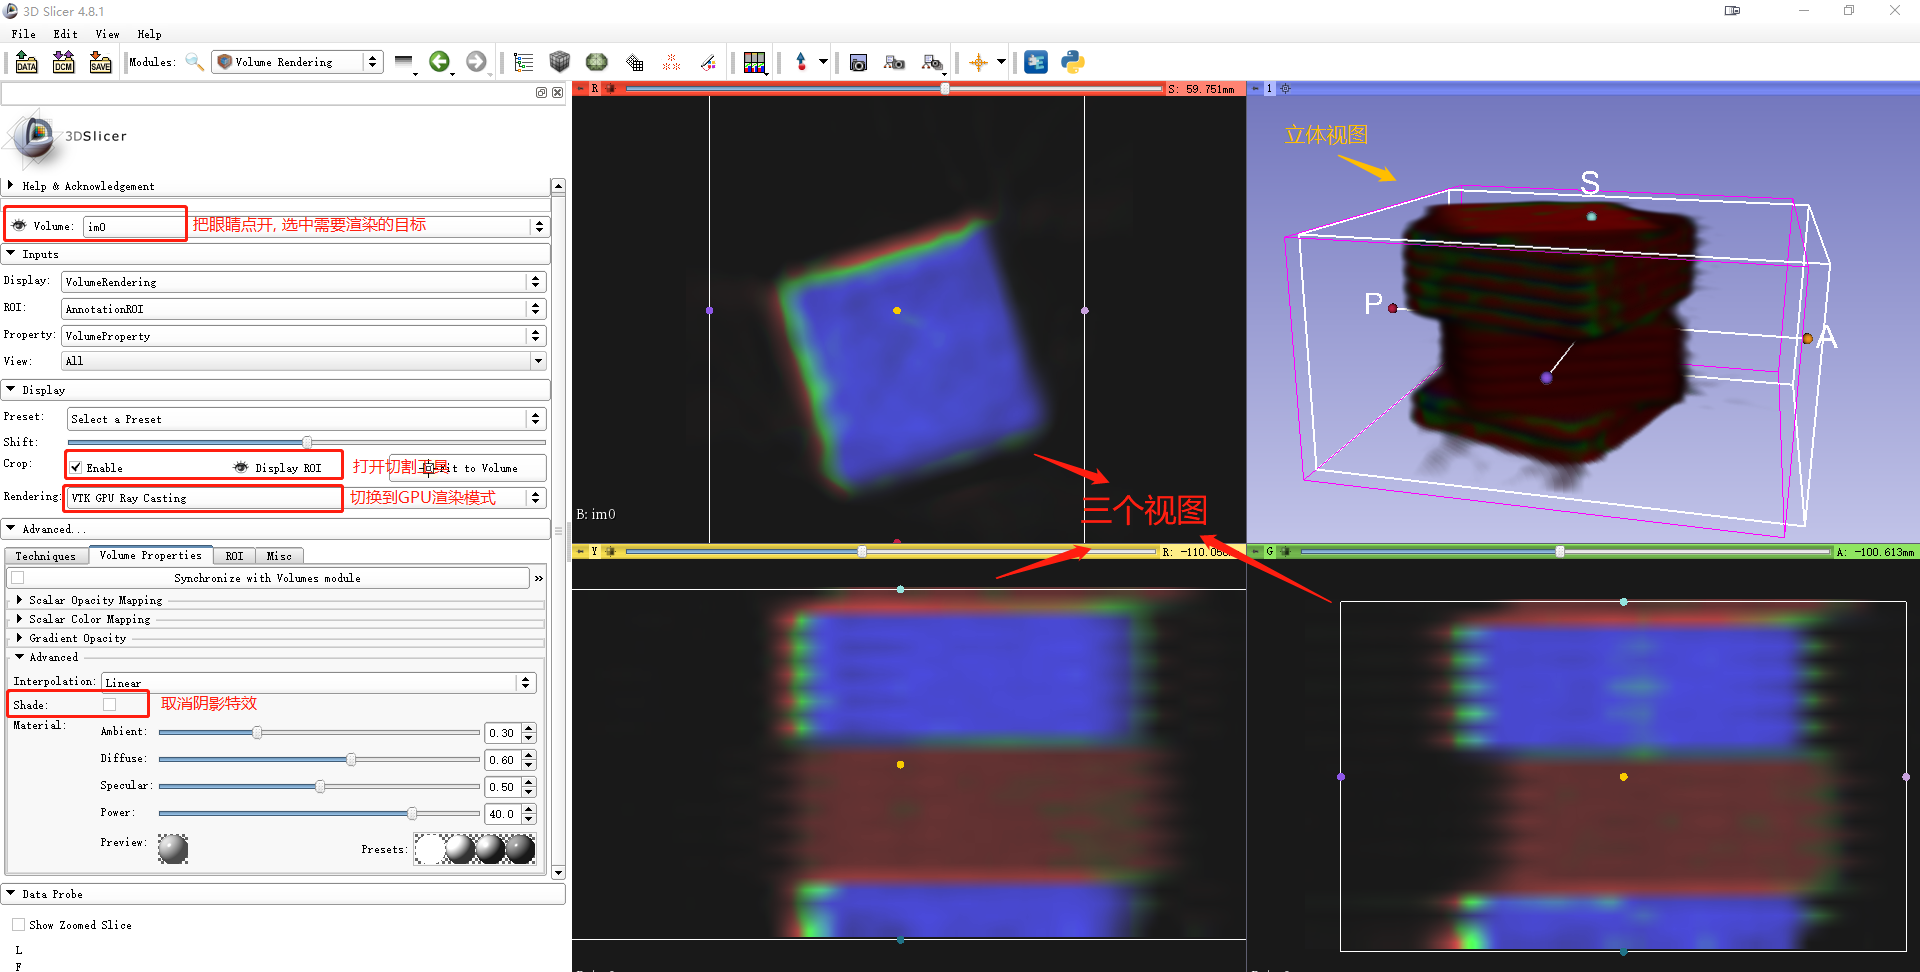 3D Slicer 4.8.1
File Edit View Help
DATA DCM SAVE Modules: Volume Rendering
R S: 59.751mm
1
3DSlicer
Help & Acknowledgement
Volume: im0 把眼睛点开, 选中需要渲染的目标
Inputs
Display: VolumeRendering
ROI: AnnotationROI
Property: VolumeProperty
View: All
Display
Preset: Select a Preset
Shift:
Crop: Enable Display ROI 打开切割 to Volume
Rendering: VTK GPU Ray Casting 切换到GPU渲染模式
Advanced...
Techniques Volume Properties ROI Misc
Synchronize with Volumes module »
Scalar Opacity Mapping
Scalar Color Mapping
Gradient Opacity
Advanced
Interpolation: Linear
Shade: 取消阴影特效
Material: Ambient: 0.30
Diffuse: 0.60
Specular: 0.50
Power: 40.0
Preview: Presets:
Data Probe
Show Zoomed Slice
L
F
B: im0
三个视图
立体视图
S
P
A
Y R: -110.05
G A: -100.613mm